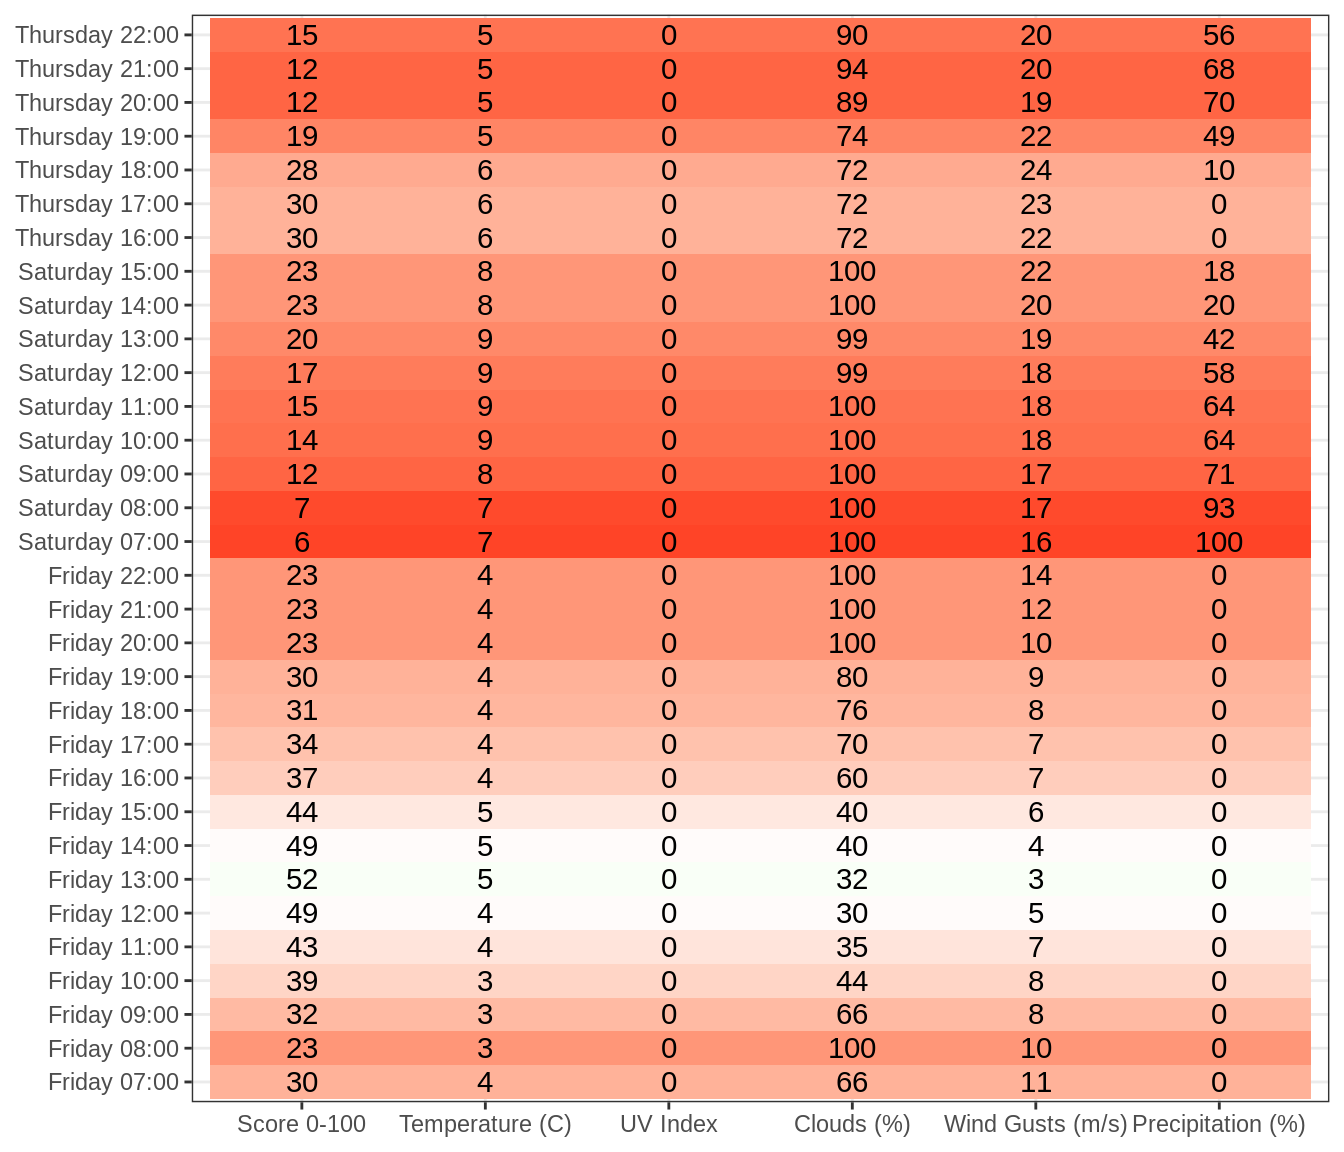 Thursday 22:00 15 5 0 90 20 56
Thursday 21:00 12 5 0 94 20 68
Thursday 20:00 12 5 0 89 19 70
Thursday 19:00 19 5 0 74 22 49
Thursday 18:00 28 6 0 72 24 10
Thursday 17:00 30 6 0 72 23 0
Thursday 16:00 30 6 0 72 22 0
Saturday 15:00 23 8 0 100 22 18
Saturday 14:00 23 8 0 100 20 20
Saturday 13:00 20 9 0 99 19 42
Saturday 12:00 17 9 0 99 18 58
Saturday 11:00 15 9 0 100 18 64
Saturday 10:00 14 9 0 100 18 64
Saturday 09:00 12 8 0 100 17 71
Saturday 08:00 7 7 0 100 17 93
Saturday 07:00 6 7 0 100 16 100
Friday 22:00 23 4 0 100 14 0
Friday 21:00 23 4 0 100 12 0
Friday 20:00 23 4 0 100 10 0
Friday 19:00 30 4 0 80 9 0
Friday 18:00 31 4 0 76 8 0
Friday 17:00 34 4 0 70 7 0
Friday 16:00 37 4 0 60 7 0
Friday 15:00 44 5 0 40 6 0
Friday 14:00 49 5 0 40 4 0
Friday 13:00 52 5 0 32 3 0
Friday 12:00 49 4 0 30 5 0
Friday 11:00 43 4 0 35 7 0
Friday 10:00 39 3 0 44 8 0
Friday 09:00 32 3 0 66 8 0
Friday 08:00 23 3 0 100 10 0
Friday 07:00 30 4 0 66 11 0
Score 0-100 Temperature (C) UV Index Clouds (%) Wind Gusts (m/s) Precipitation (%)